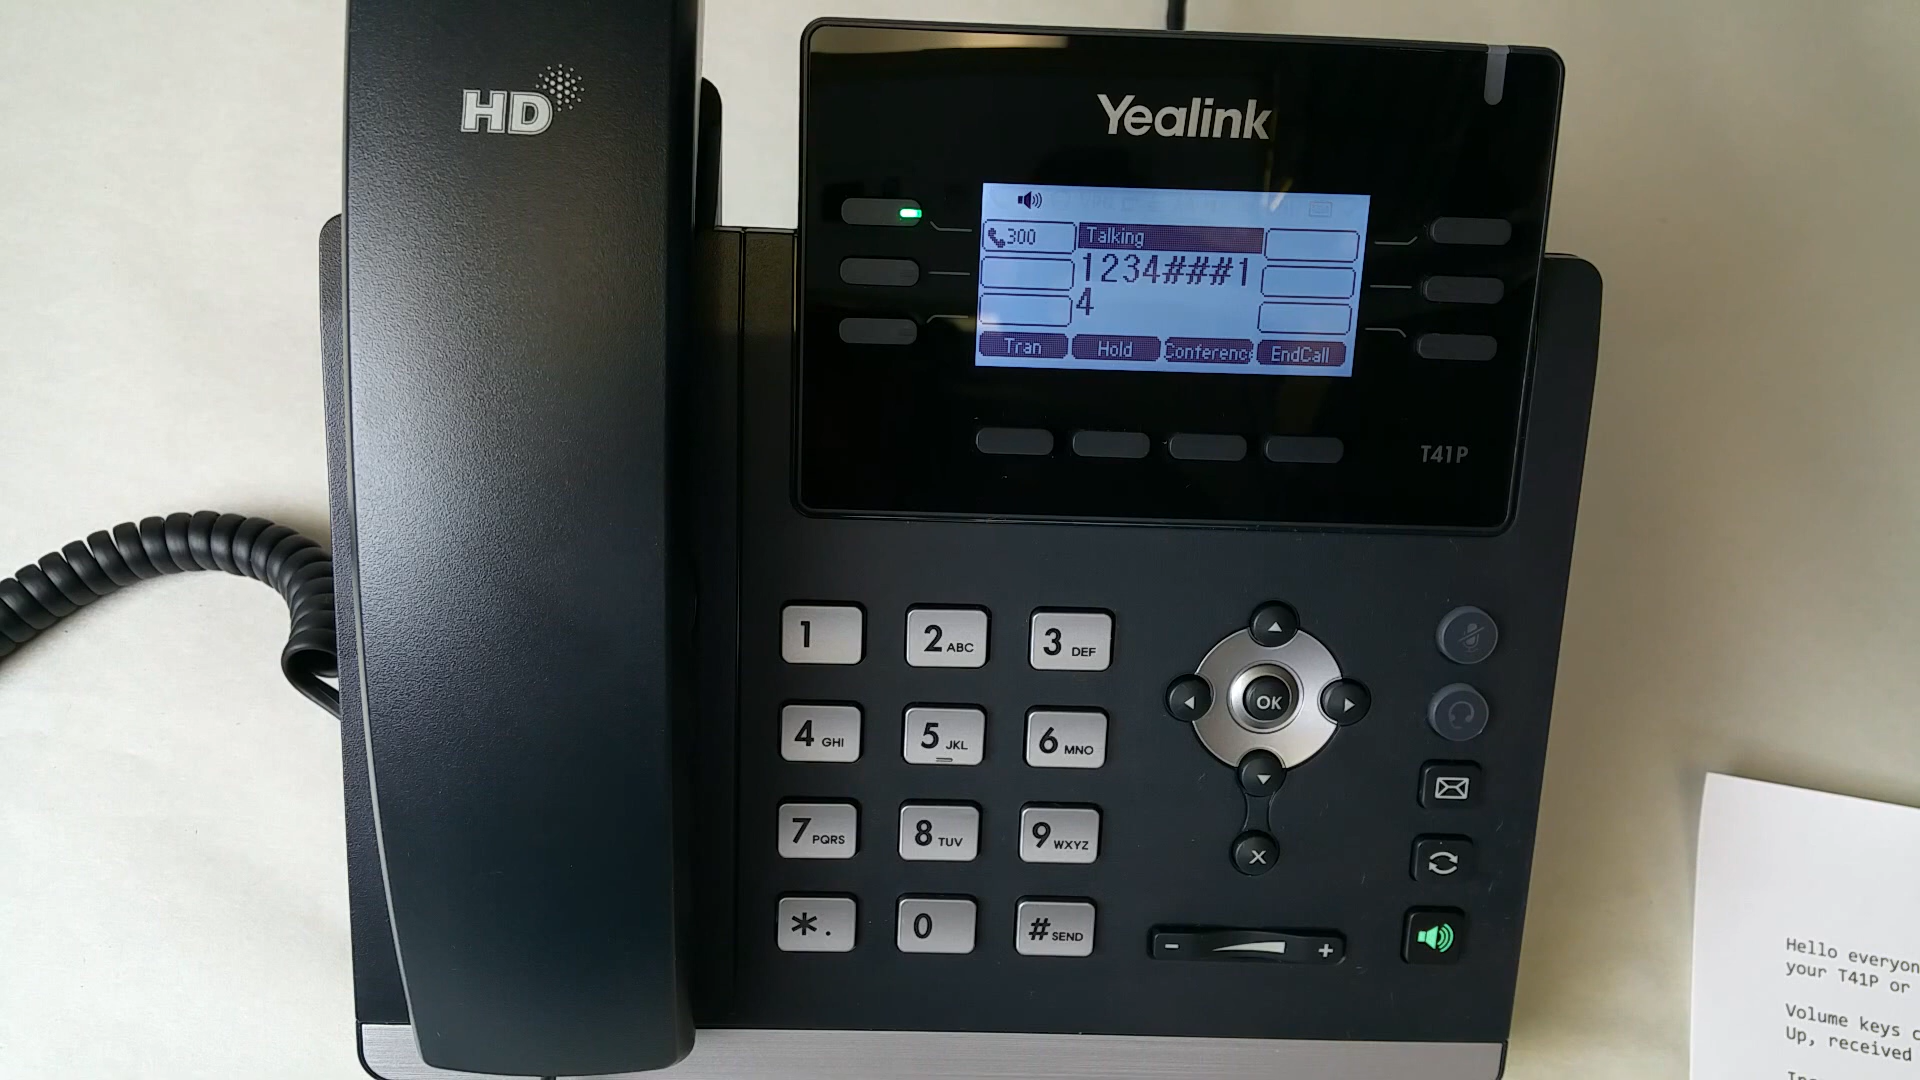 HD
Yealink
300
Talking
1234###1
4
Tran
Hold
Conference
EndCall
T41P
1
2 ABC
3 DEF
4 GHI
5 JKL
6 MNO
OK
7 PQRS
8 TUV
9 WXYZ
X
*.
0
# SEND
- +
Hello everyon
your T41P or
Volume keys c
Up, received